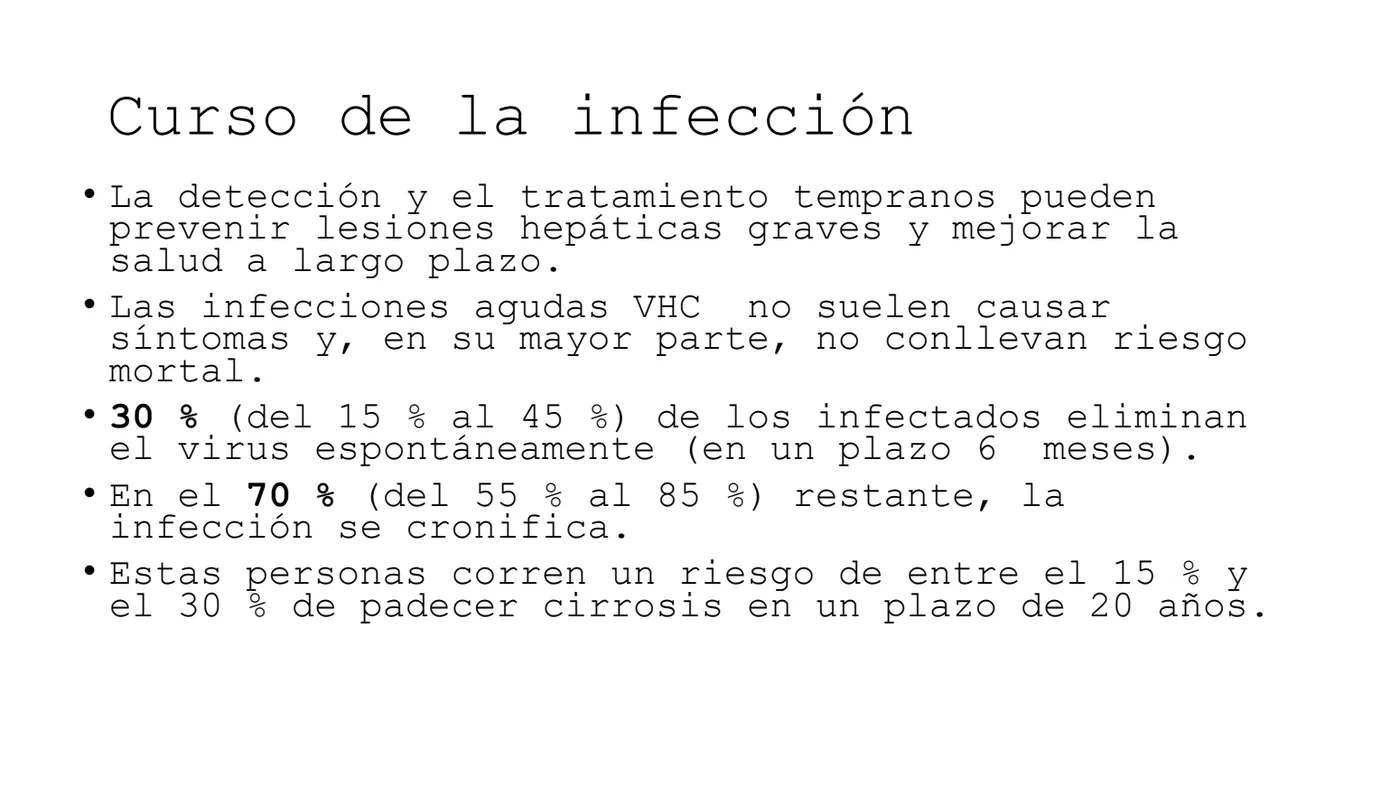 Curso de la infección
• La detección y el tratamiento tempranos pueden
prevenir lesiones hepáticas graves y mejorar la
salud a largo plazo.
• Las infecciones agudas VHC  no suelen causar
síntomas y, en su mayor parte, no conllevan riesgo
mortal.
• 30 % (del 15 % al 45 %) de los infectados eliminan
el virus espontáneamente (en un plazo 6  meses).
• En el 70 % (del 55 % al 85 %) restante, la
infección se cronifica.
• Estas personas corren un riesgo de entre el 15 % y
el 30 % de padecer cirrosis en un plazo de 20 años.